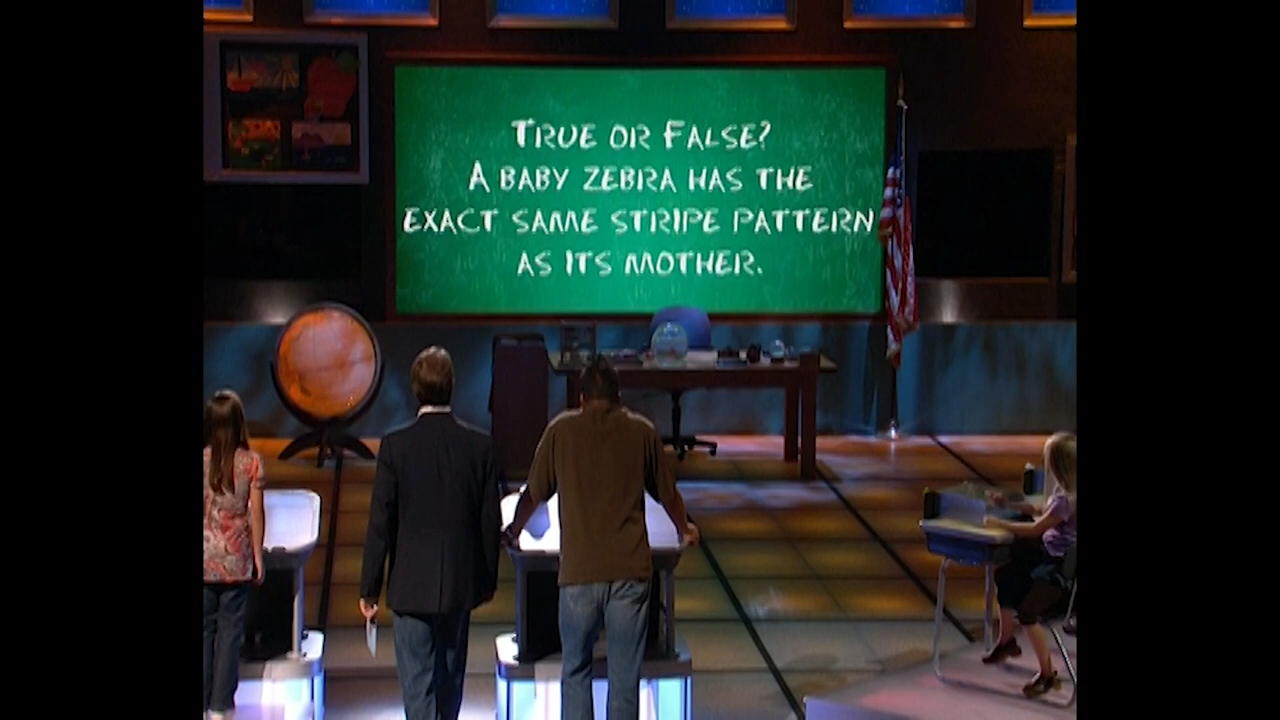 True or False?
A baby zebra has the
exact same stripe pattern
as its mother.